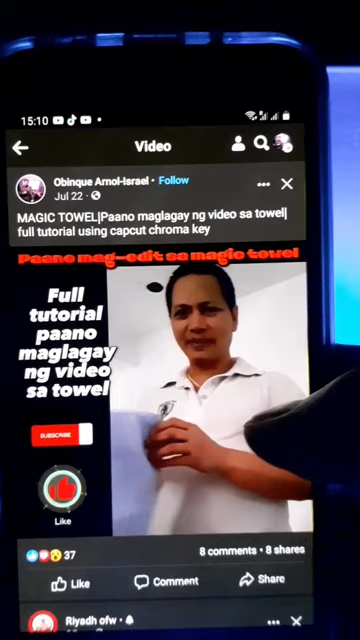 15:10
Video
Obinque Arnol-Israel • Follow
Jul 22 •
MAGIC TOWEL|Paano maglagay ng video sa towel|
full tutorial using capcut chroma key
Paano mag-edit sa magic towel
Full
tutorial
paano
maglagay
ng video
sa towel
SUBSCRIBE
Like
37
8 comments • 8 shares
Like
Comment
Share
Riyadh ofw •